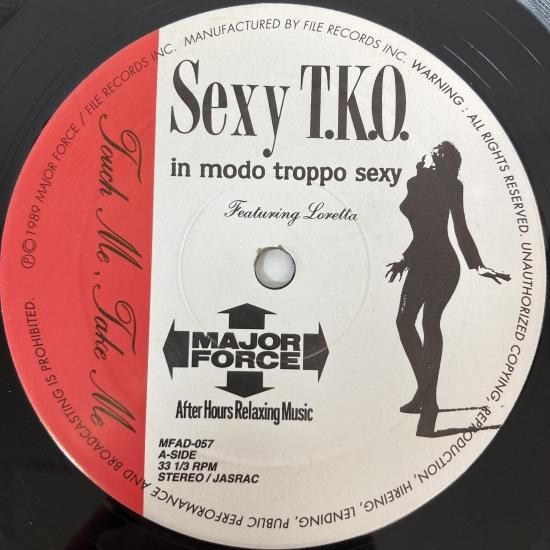 ℗©1989 MAJOR FORCE / FILE RECORDS INC. MANUFACTURED BY FILE RECORDS INC. WARNING : ALL RIGHTS RESERVED. UNAUTHORIZED COPYING, REPRODUCTION, HIREING, LENDING, PUBLIC PERFORMANCE AND BROADCASTING IS PROHIBITED.
Sexy T.K.O.
in modo troppo sexy
Featuring Loretta
Touch Me, Take Me
MAJOR
FORCE
After Hours Relaxing Music
MFAD-057
A-SIDE
33 1/3 RPM
STEREO / JASRAC